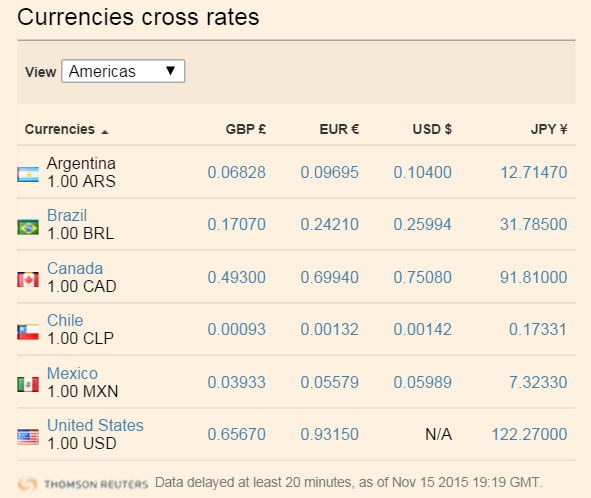 Currencies cross rates
View Americas ▼
Currencies ▲ GBP £ EUR € USD $ JPY ¥
Argentina
1.00 ARS 0.06828 0.09695 0.10400 12.71470
Brazil
1.00 BRL 0.17070 0.24210 0.25994 31.78500
Canada
1.00 CAD 0.49300 0.69940 0.75080 91.81000
Chile
1.00 CLP 0.00093 0.00132 0.00142 0.17331
Mexico
1.00 MXN 0.03933 0.05579 0.05989 7.32330
United States
1.00 USD 0.65670 0.93150 N/A 122.27000
THOMSON REUTERS Data delayed at least 20 minutes, as of Nov 15 2015 19:19 GMT.